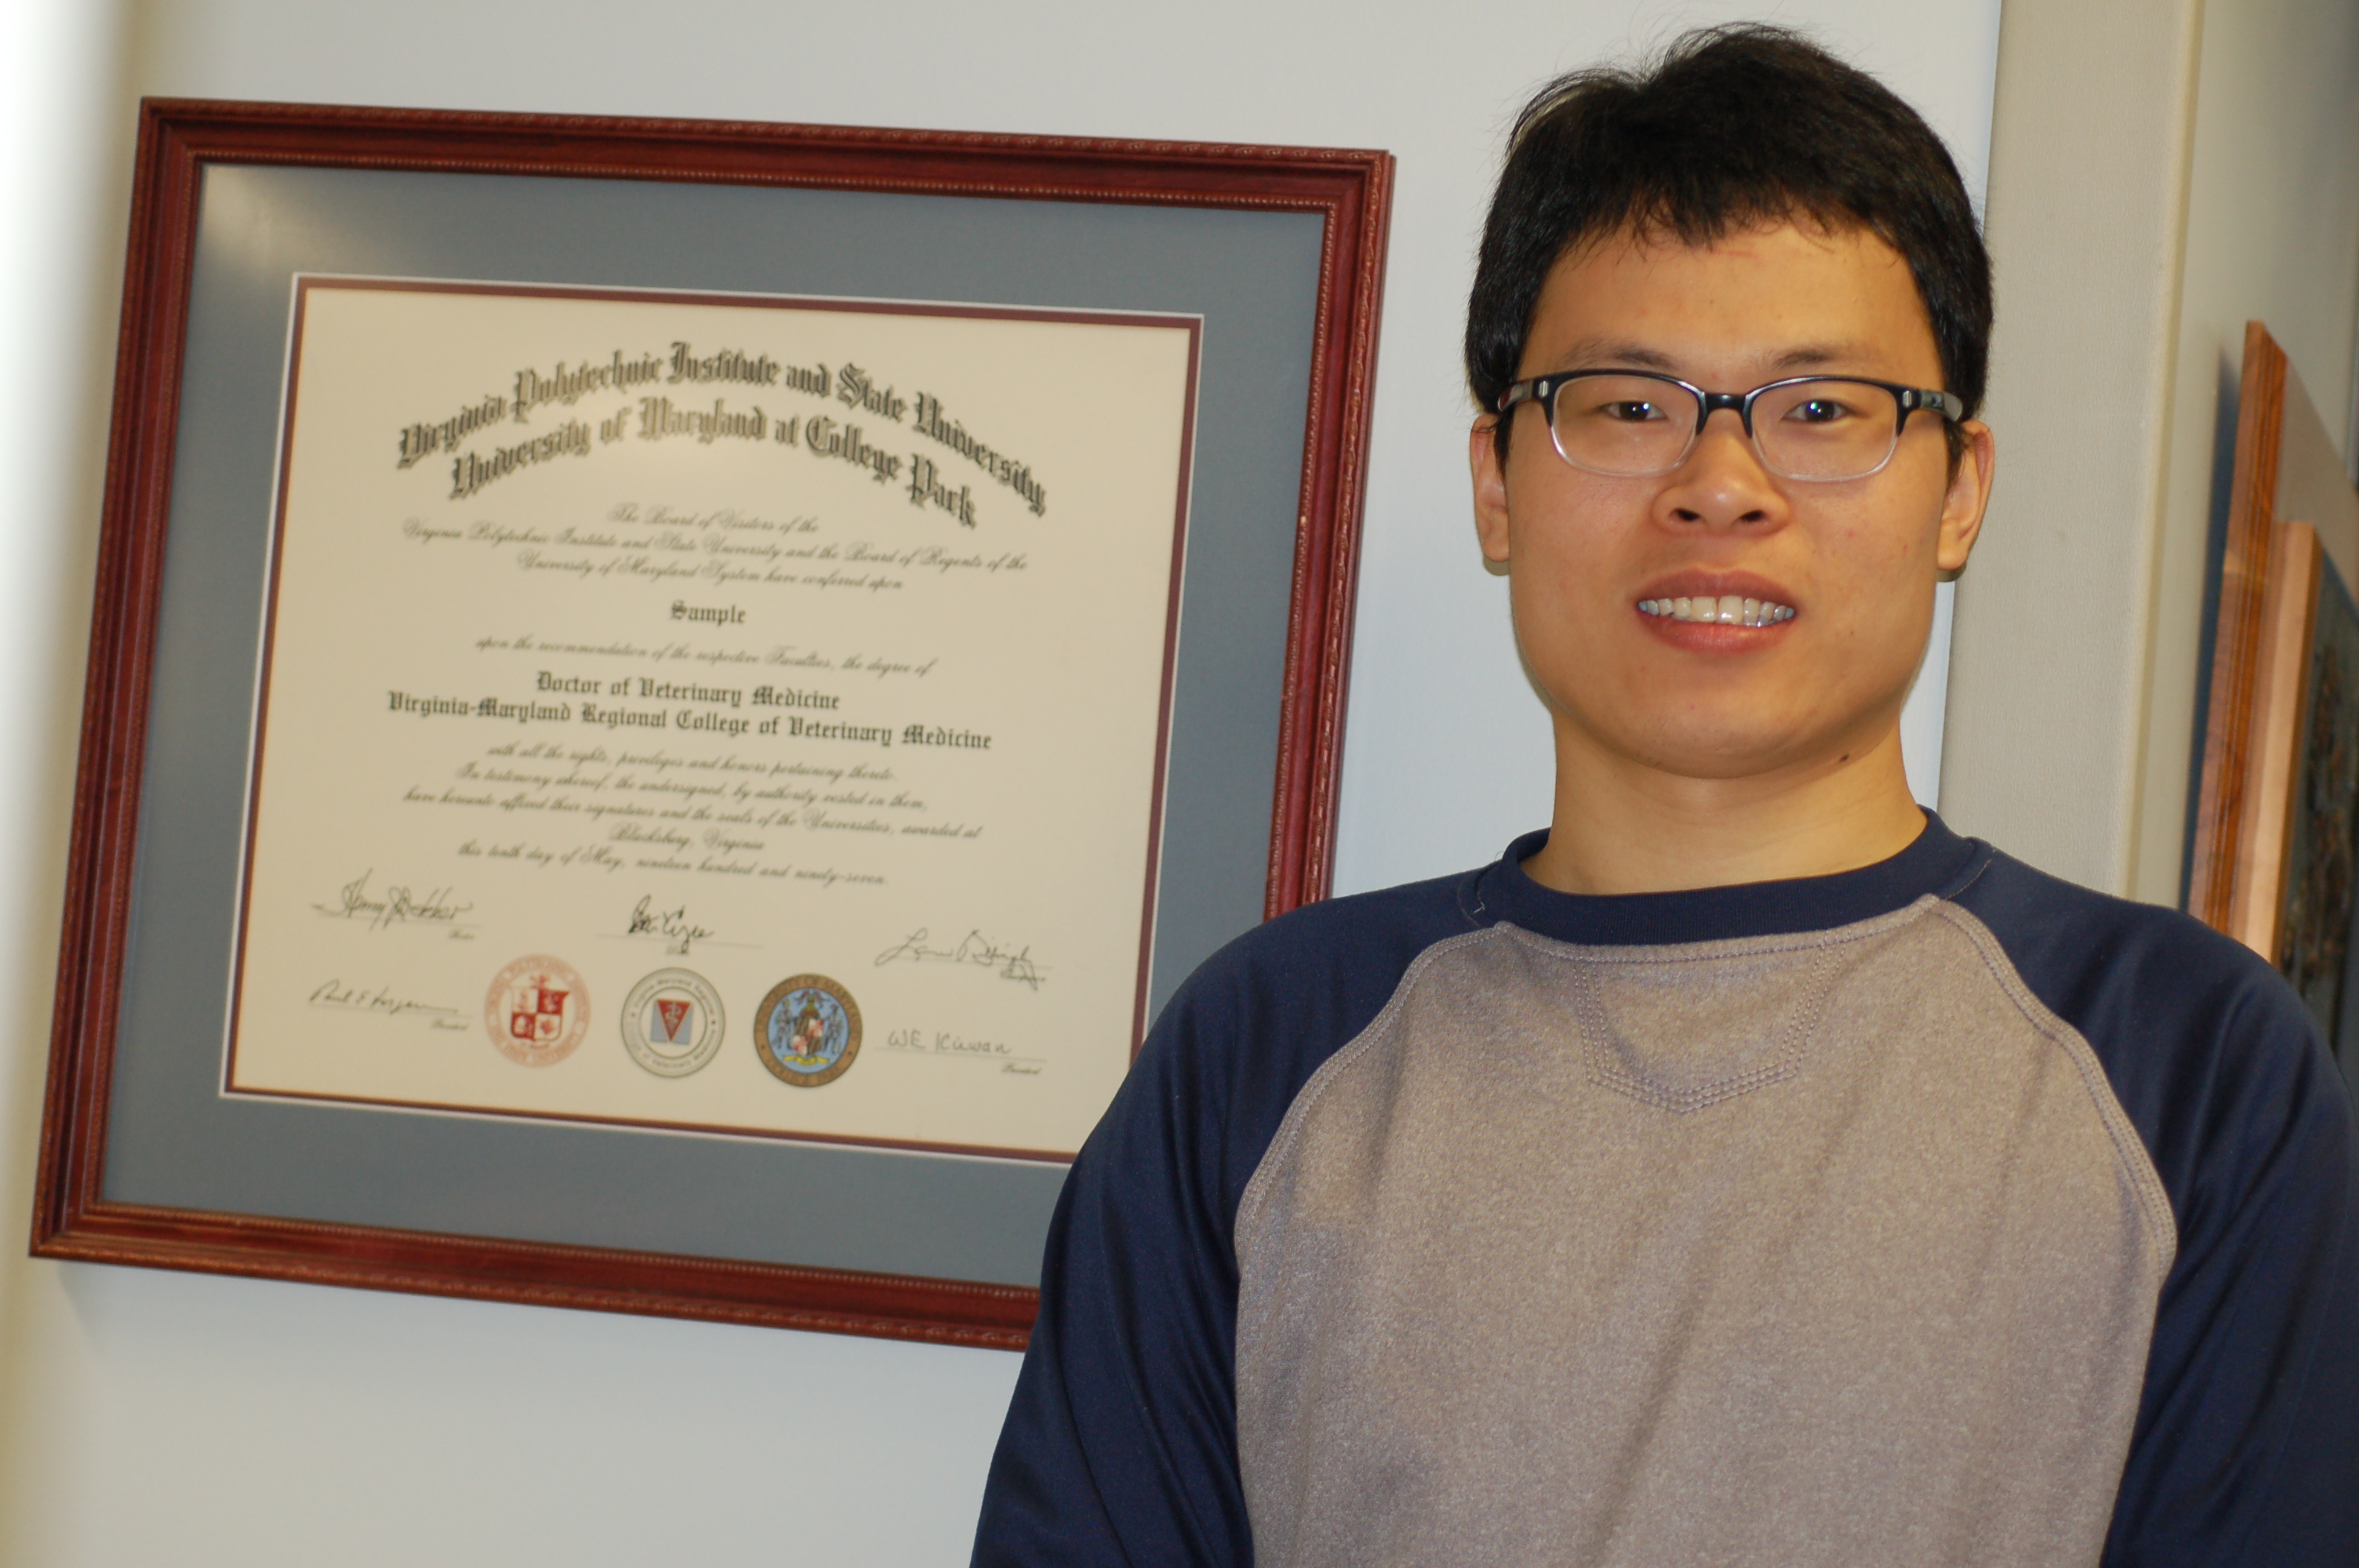 Virginia Polytechnic Institute and State University
University of Maryland at College Park
The Board of Visitors of the
Virginia Polytechnic Institute and State University and the Board of Regents of the
University of Maryland System have conferred upon
Sample
upon the recommendation of the respective Faculties, the degree of
Doctor of Veterinary Medicine
Virginia-Maryland Regional College of Veterinary Medicine
with all the rights, privileges and honors pertaining thereto.
In testimony whereof, the undersigned, by authority vested in them,
have hereunto affixed their signatures and the seals of the Universities, awarded at
Blacksburg, Virginia
this tenth day of May, nineteen hundred and ninety-seven.
President
WE Kirwan
President